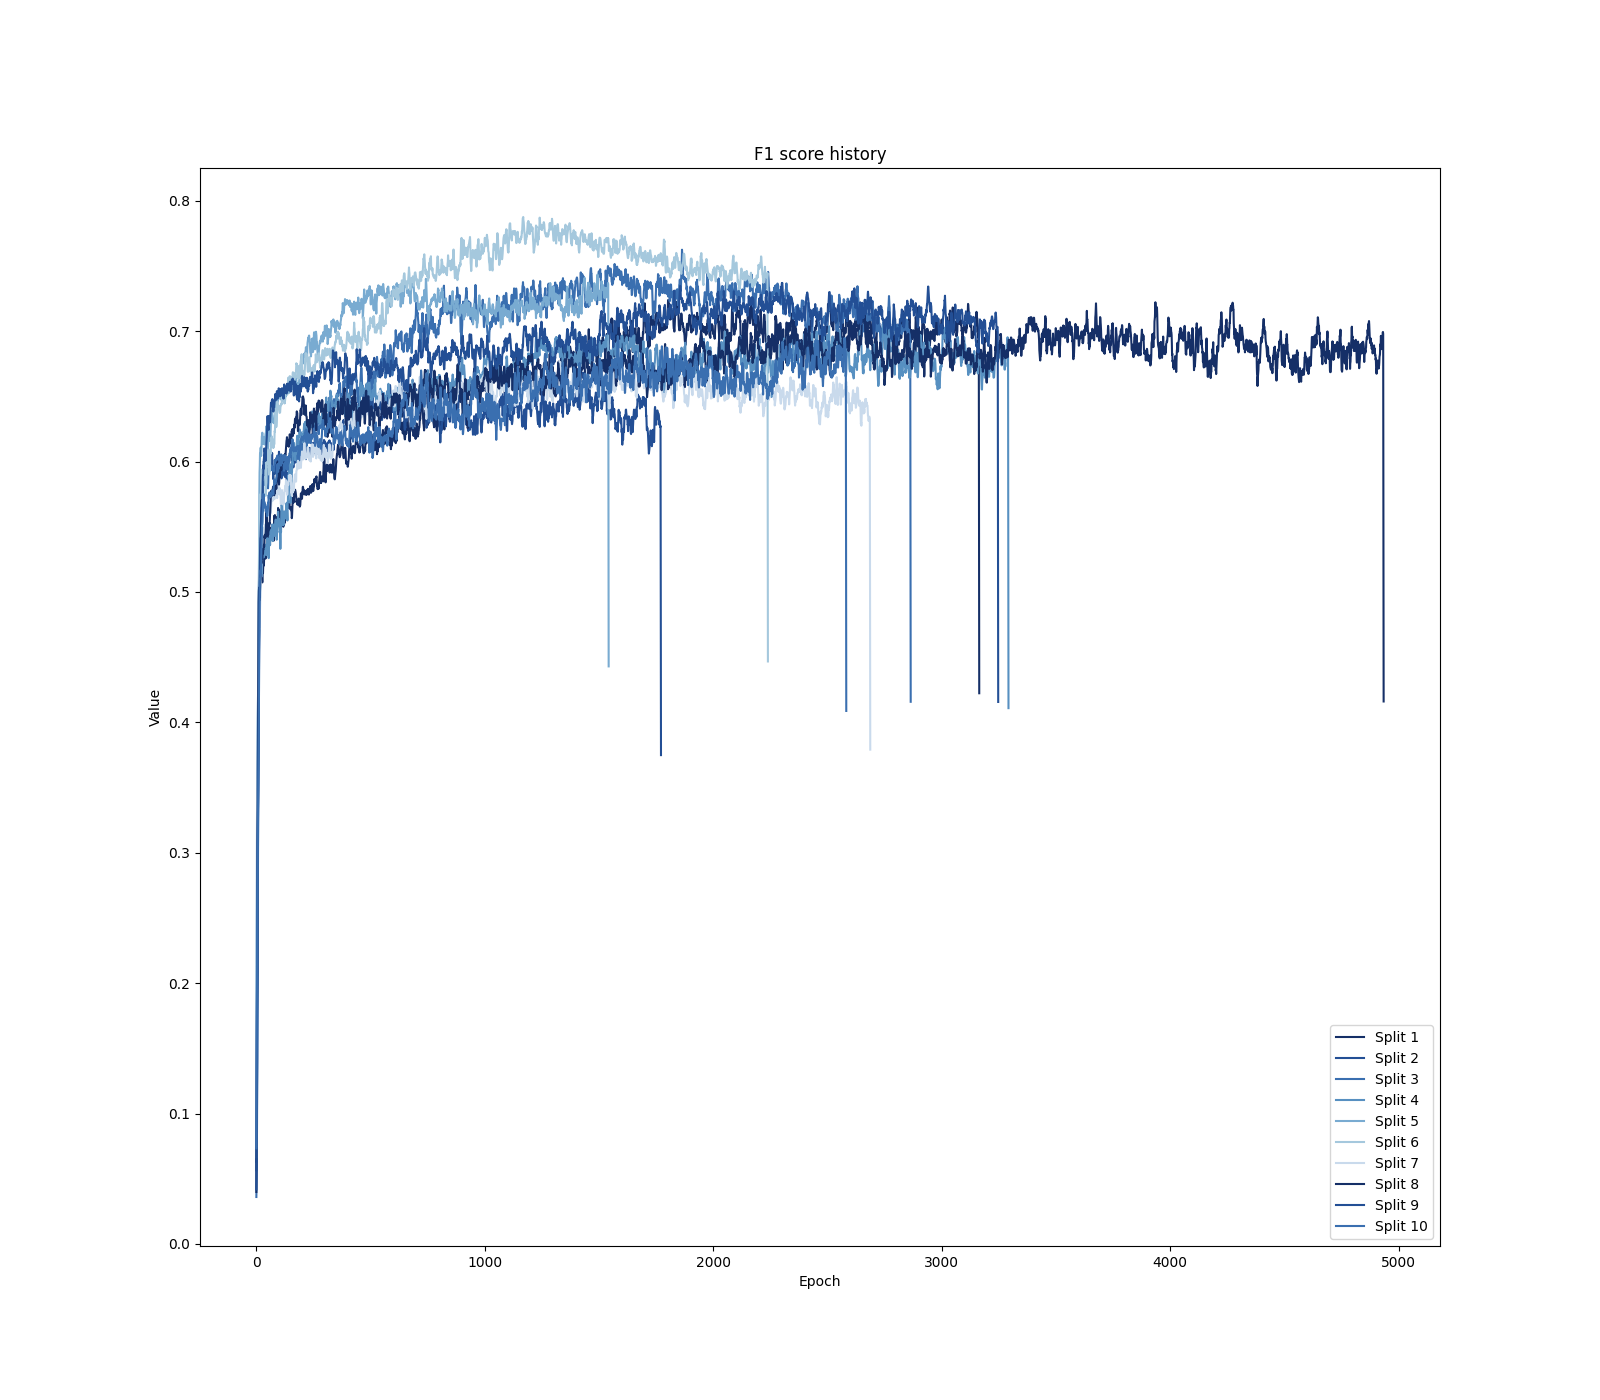 F1 score history
0.8
0.7
0.6
0.5
0.4
0.3
0.2
0.1
0.0
Value
0 1000 2000 3000 4000 5000
Epoch
Split 1
Split 2
Split 3
Split 4
Split 5
Split 6
Split 7
Split 8
Split 9
Split 10